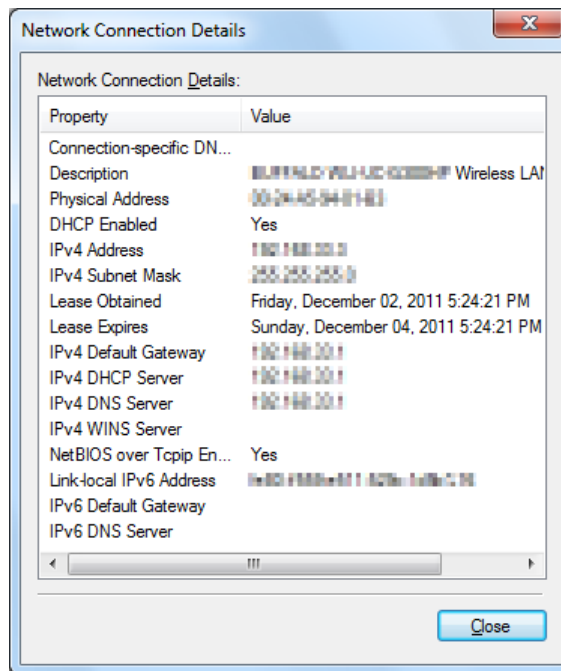 Network Connection Details
Network Connection Details:
Property Value
Connection-specific DN...
Description Wireless LAN
Physical Address
DHCP Enabled Yes
IPv4 Address
IPv4 Subnet Mask
Lease Obtained Friday, December 02, 2011 5:24:21 PM
Lease Expires Sunday, December 04, 2011 5:24:21 PM
IPv4 Default Gateway
IPv4 DHCP Server
IPv4 DNS Server
IPv4 WINS Server
NetBIOS over Tcpip En... Yes
Link-local IPv6 Address
IPv6 Default Gateway
IPv6 DNS Server
Close